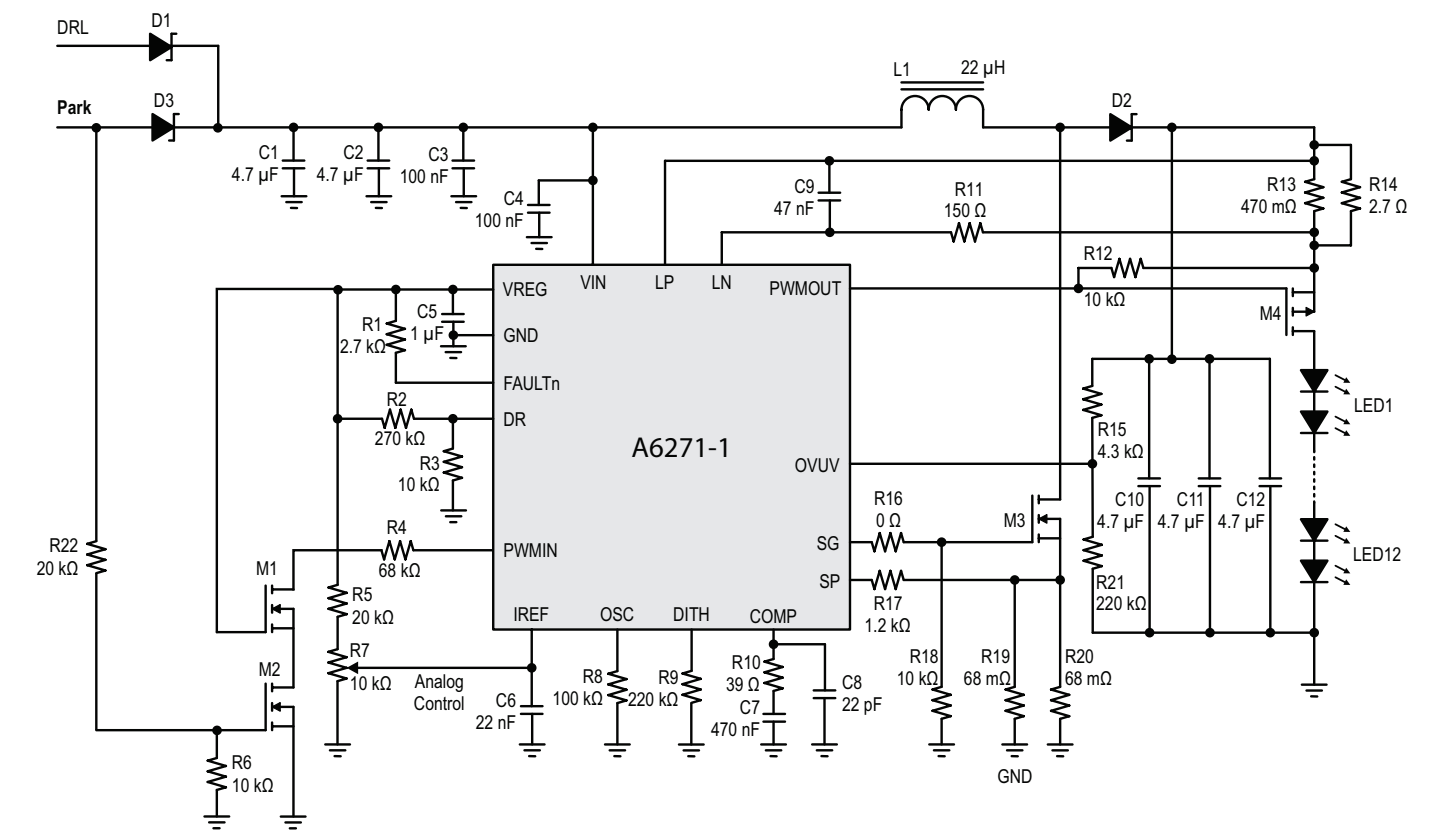 DRL
D1
Park
D3
C1
4.7 µF
C2
4.7 µF
C3
100 nF
C4
100 nF
L1
22 µH
D2
C9
47 nF
R11
150 Ω
R13
470 mΩ
R14
2.7 Ω
R12
10 kΩ
M4
LED1
LED12
VREG
VIN
LP
LN
PWMOUT
GND
FAULTn
DR
A6271-1
OVUV
PWMIN
SG
SP
IREF
OSC
DITH
COMP
C5
1 µF
R1
2.7 kΩ
R2
270 kΩ
R3
10 kΩ
R4
68 kΩ
R15
4.3 kΩ
C10
4.7 µF
C11
4.7 µF
C12
4.7 µF
R16
0 Ω
M3
R17
1.2 kΩ
R21
220 kΩ
R22
20 kΩ
M1
R5
20 kΩ
R7
10 kΩ
M2
Analog
Control
C6
22 nF
R8
100 kΩ
R9
220 kΩ
R10
39 Ω
C7
470 nF
C8
22 pF
R18
10 kΩ
R19
68 mΩ
R20
68 mΩ
R6
10 kΩ
GND